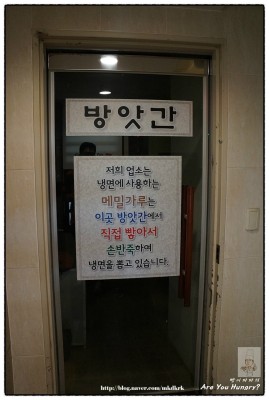 방앗간
저희 업소는
냉면에 사용하는
메밀가루는
이곳 방앗간에서
직접 빻아서
손반죽하여
냉면을 뽑고 있습니다.
http://blog.naver.com/mkdkrk
Are You Hungry?